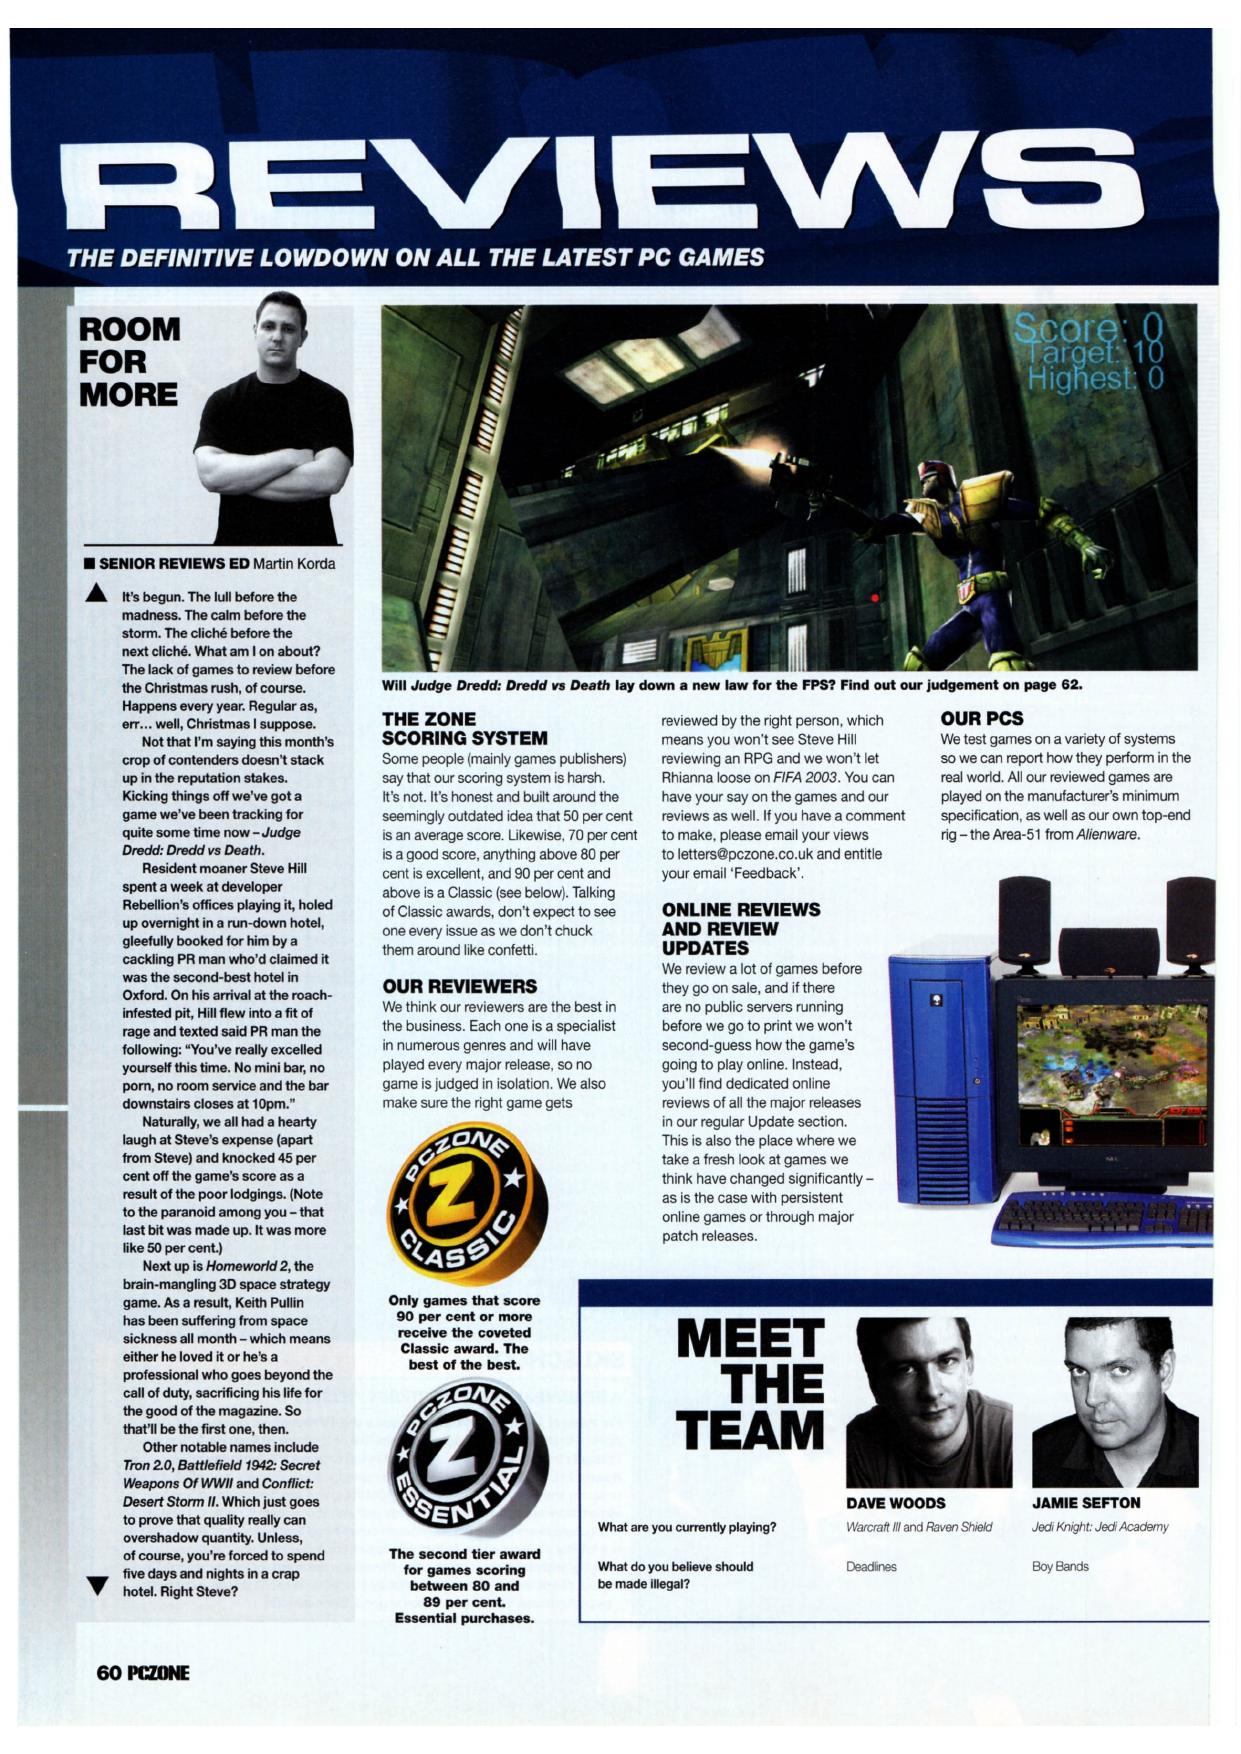 REVIEWS
THE DEFINITIVE LOWDOWN ON ALL THE LATEST PC GAMES
ROOM
FOR
MORE
■ SENIOR REVIEWS ED Martin Korda
▲ It's begun. The lull before the
madness. The calm before the
storm. The cliché before the
next cliché. What am I on about?
The lack of games to review before
the Christmas rush, of course.
Happens every year. Regular as,
err... well, Christmas I suppose.
Not that I'm saying this month's
crop of contenders doesn't stack
up in the reputation stakes.
Kicking things off we've got a
game we've been tracking for
quite some time now – Judge
Dredd: Dredd vs Death.
Resident moaner Steve Hill
spent a week at developer
Rebellion's offices playing it, holed
up overnight in a run-down hotel,
gleefully booked for him by a
cackling PR man who'd claimed it
was the second-best hotel in
Oxford. On his arrival at the roach-
infested pit, Hill flew into a fit of
rage and texted said PR man the
following: “You've really excelled
yourself this time. No mini bar, no
porn, no room service and the bar
downstairs closes at 10pm.”
Naturally, we all had a hearty
laugh at Steve's expense (apart
from Steve) and knocked 45 per
cent off the game's score as a
result of the poor lodgings. (Note
to the paranoid among you – that
last bit was made up. It was more
like 50 per cent.)
Next up is Homeworld 2, the
brain-mangling 3D space strategy
game. As a result, Keith Pullin
has been suffering from space
sickness all month – which means
either he loved it or he's a
professional who goes beyond the
call of duty, sacrificing his life for
the good of the magazine. So
that'll be the first one, then.
Other notable names include
Tron 2.0, Battlefield 1942: Secret
Weapons Of WWII and Conflict:
Desert Storm II. Which just goes
to prove that quality really can
overshadow quantity. Unless,
of course, you're forced to spend
five days and nights in a crap
▼ hotel. Right Steve?
Score: 0
Target: 10
Highest: 0
Will Judge Dredd: Dredd vs Death lay down a new law for the FPS? Find out our judgement on page 62.
THE ZONE
SCORING SYSTEM
Some people (mainly games publishers)
say that our scoring system is harsh.
It's not. It's honest and built around the
seemingly outdated idea that 50 per cent
is an average score. Likewise, 70 per cent
is a good score, anything above 80 per
cent is excellent, and 90 per cent and
above is a Classic (see below). Talking
of Classic awards, don't expect to see
one every issue as we don't chuck
them around like confetti.
OUR REVIEWERS
We think our reviewers are the best in
the business. Each one is a specialist
in numerous genres and will have
played every major release, so no
game is judged in isolation. We also
make sure the right game gets
reviewed by the right person, which
means you won't see Steve Hill
reviewing an RPG and we won't let
Rhianna loose on FIFA 2003. You can
have your say on the games and our
reviews as well. If you have a comment
to make, please email your views
to letters@pczone.co.uk and entitle
your email ‘Feedback’.
ONLINE REVIEWS
AND REVIEW
UPDATES
We review a lot of games before
they go on sale, and if there
are no public servers running
before we go to print we won't
second-guess how the game's
going to play online. Instead,
you'll find dedicated online
reviews of all the major releases
in our regular Update section.
This is also the place where we
take a fresh look at games we
think have changed significantly –
as is the case with persistent
online games or through major
patch releases.
OUR PCS
We test games on a variety of systems
so we can report how they perform in the
real world. All our reviewed games are
played on the manufacturer's minimum
specification, as well as our own top-end
rig – the Area-51 from Alienware.
PCZONE
Z
CLASSIC
Only games that score
90 per cent or more
receive the coveted
Classic award. The
best of the best.
PCZONE
Z
ESSENTIAL
The second tier award
for games scoring
between 80 and
89 per cent.
Essential purchases.
MEET
THE
TEAM
DAVE WOODS JAMIE SEFTON
What are you currently playing? Warcraft III and Raven Shield Jedi Knight: Jedi Academy
What do you believe should Deadlines Boy Bands
be made illegal?
60 PCZONE